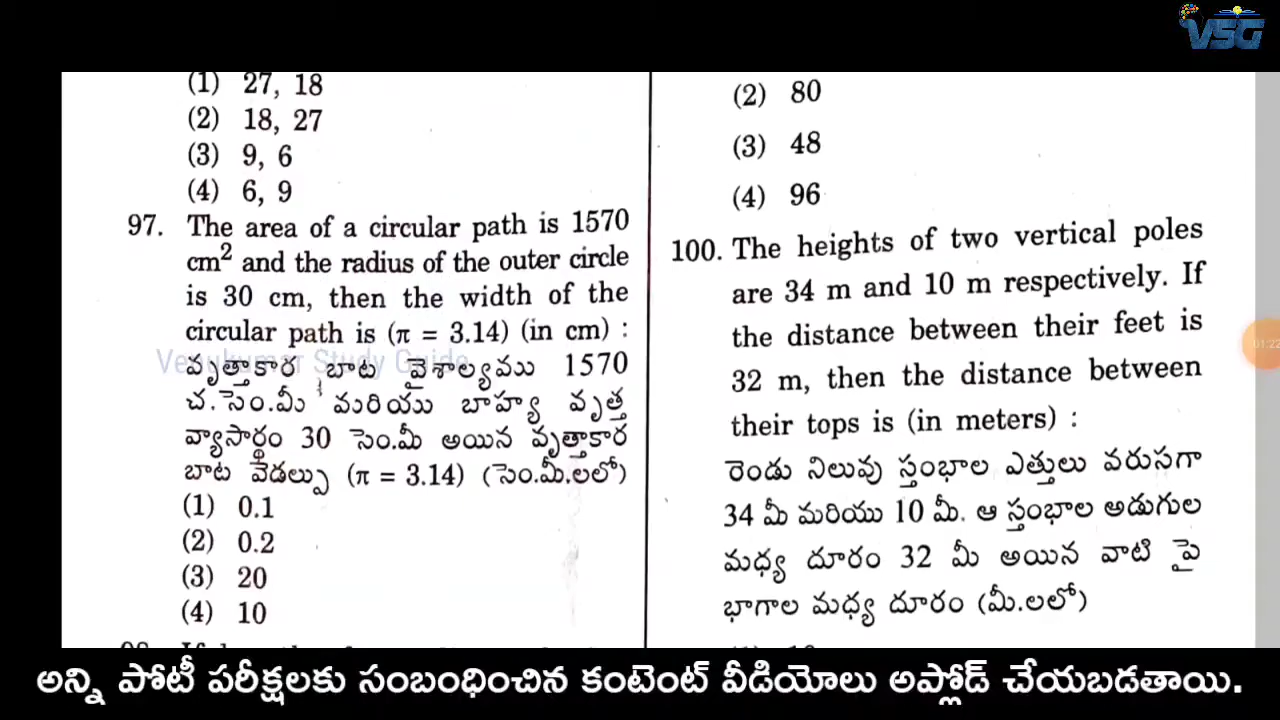 VSG
(1) 27, 18
(2) 18, 27
(3) 9, 6
(4) 6, 9
97. The area of a circular path is 1570
cm² and the radius of the outer circle
is 30 cm, then the width of the
circular path is (π = 3.14) (in cm) :
Venukumar Study Guide
వృత్తాకార బాట వైశాల్యము 1570
చ.సెం.మీ మరియు బాహ్య వృత్త
వ్యాసార్థం 30 సెం.మీ అయిన వృత్తాకార
బాట వెడల్పు (π = 3.14) (సెం.మీ.లలో)
(1) 0.1
(2) 0.2
(3) 20
(4) 10
(2) 80
(3) 48
(4) 96
100. The heights of two vertical poles
are 34 m and 10 m respectively. If
the distance between their feet is
32 m, then the distance between
their tops is (in meters) :
రెండు నిలువు స్తంభాల ఎత్తులు వరుసగా
34 మీ మరియు 10 మీ. ఆ స్తంభాల అడుగుల
మధ్య దూరం 32 మీ అయిన వాటి పై
భాగాల మధ్య దూరం (మీ.లలో)
01:22
అన్ని పోటీ పరీక్షలకు సంబంధించిన కంటెంట్ వీడియోలు అప్లోడ్ చేయబడతాయి.